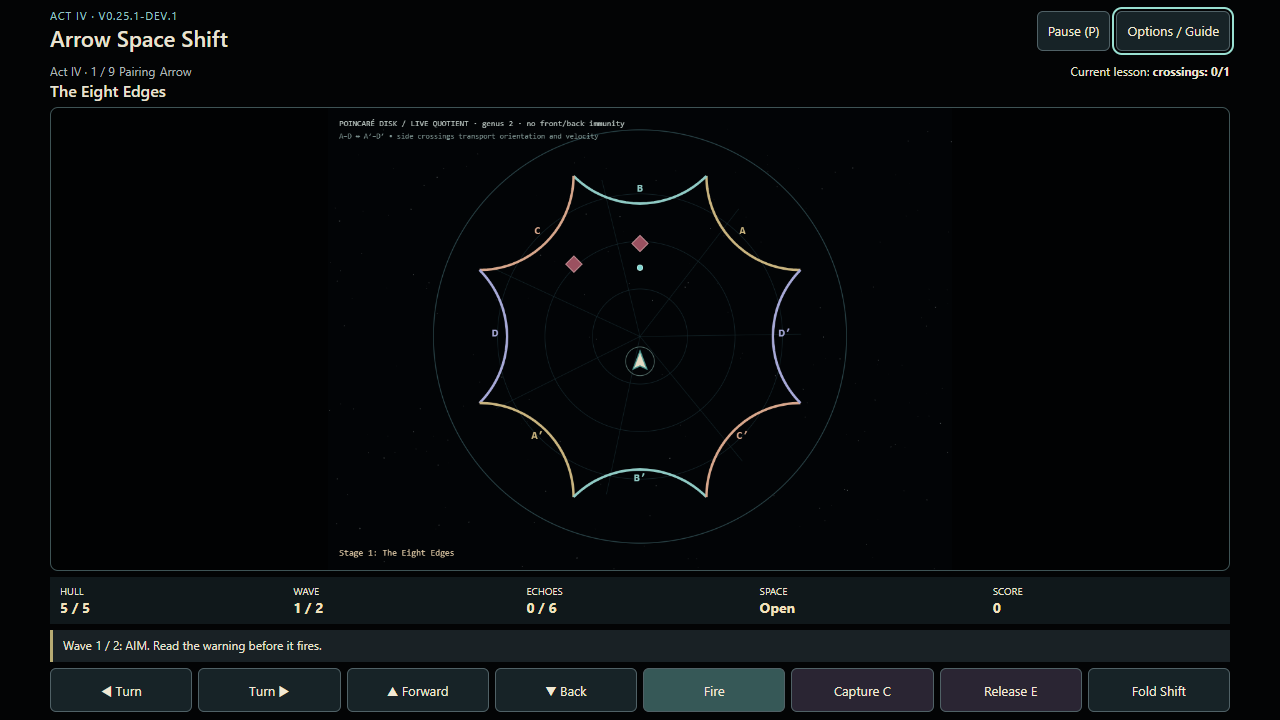 ACT IV · V0.25.1-DEV.1
Arrow Space Shift
Pause (P)
Options / Guide
Act IV · 1 / 9 Pairing Arrow
Current lesson: crossings: 0/1
The Eight Edges
POINCARÉ DISK / LIVE QUOTIENT · genus 2 · no front/back immunity
A–D ↔ A′–D′ • side crossings transport orientation and velocity
B
C
A
D
D′
A′
C′
B′
Stage 1: The Eight Edges
HULL
5 / 5
WAVE
1 / 2
ECHOES
0 / 6
SPACE
Open
SCORE
0
Wave 1 / 2: AIM. Read the warning before it fires.
◀ Turn
Turn ▶
▲ Forward
▼ Back
Fire
Capture C
Release E
Fold Shift